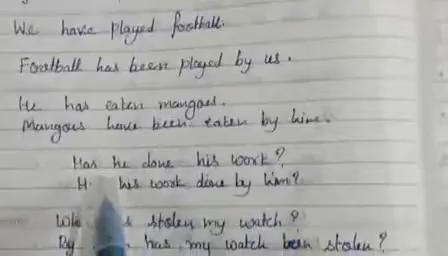 We have played football.
Football has been played by us.
He has eaten mangoes.
Mangoes have been eaten by him.
Has he done his work?
his work done by him?
stolen my watch?
By has my watch been stolen?